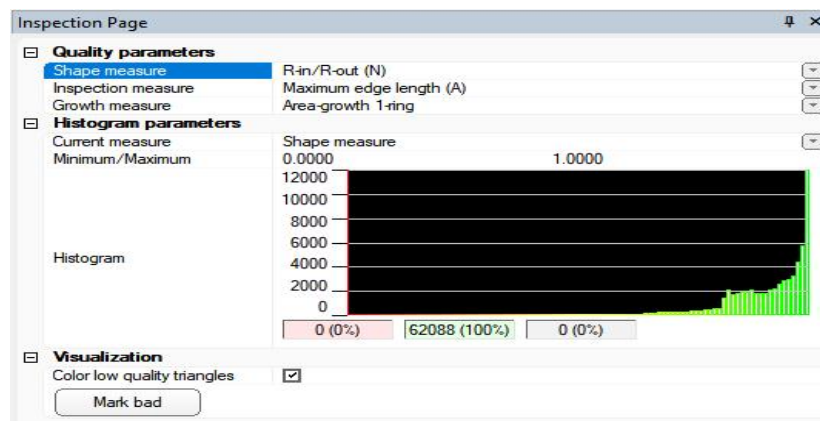 Inspection Page
Quality parameters
Shape measure R-in/R-out (N)
Inspection measure Maximum edge length (A)
Growth measure Area-growth 1-ring
Histogram parameters
Current measure Shape measure
Minimum/Maximum 0.0000 1.0000
12000
10000
8000
6000
Histogram
4000
2000
0
0 (0%) 62088 (100%) 0 (0%)
Visualization
Color low quality triangles
Mark bad